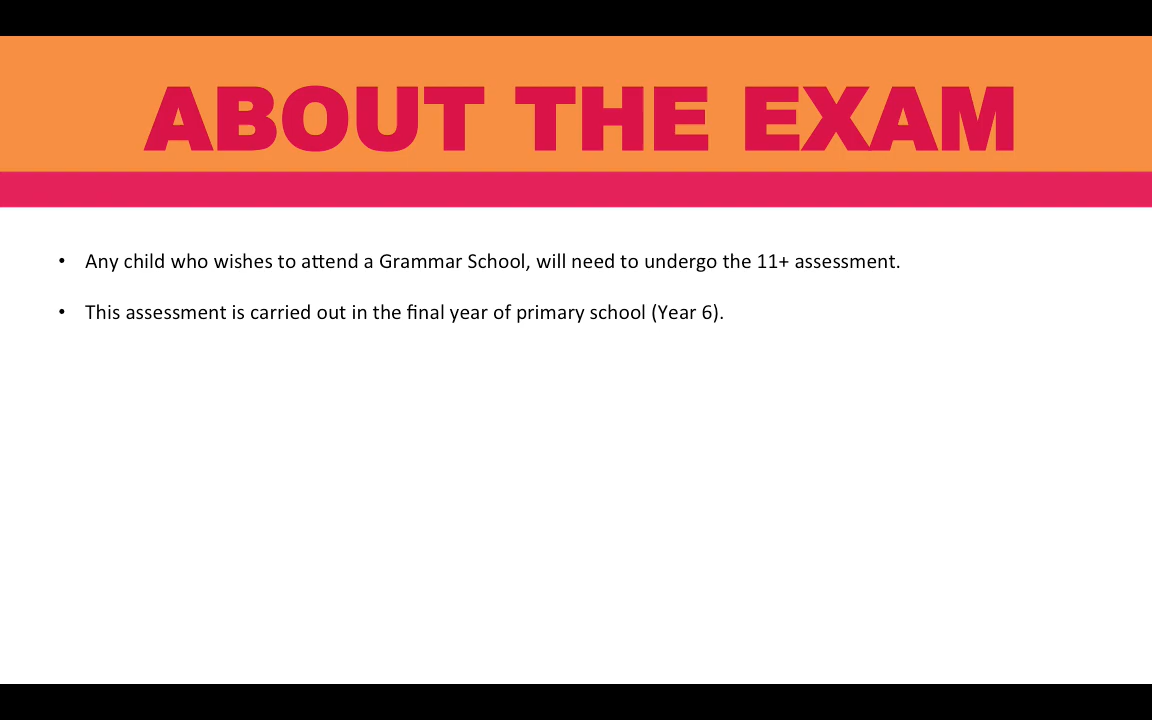 ABOUT THE EXAM
• Any child who wishes to attend a Grammar School, will need to undergo the 11+ assessment.
• This assessment is carried out in the final year of primary school (Year 6).